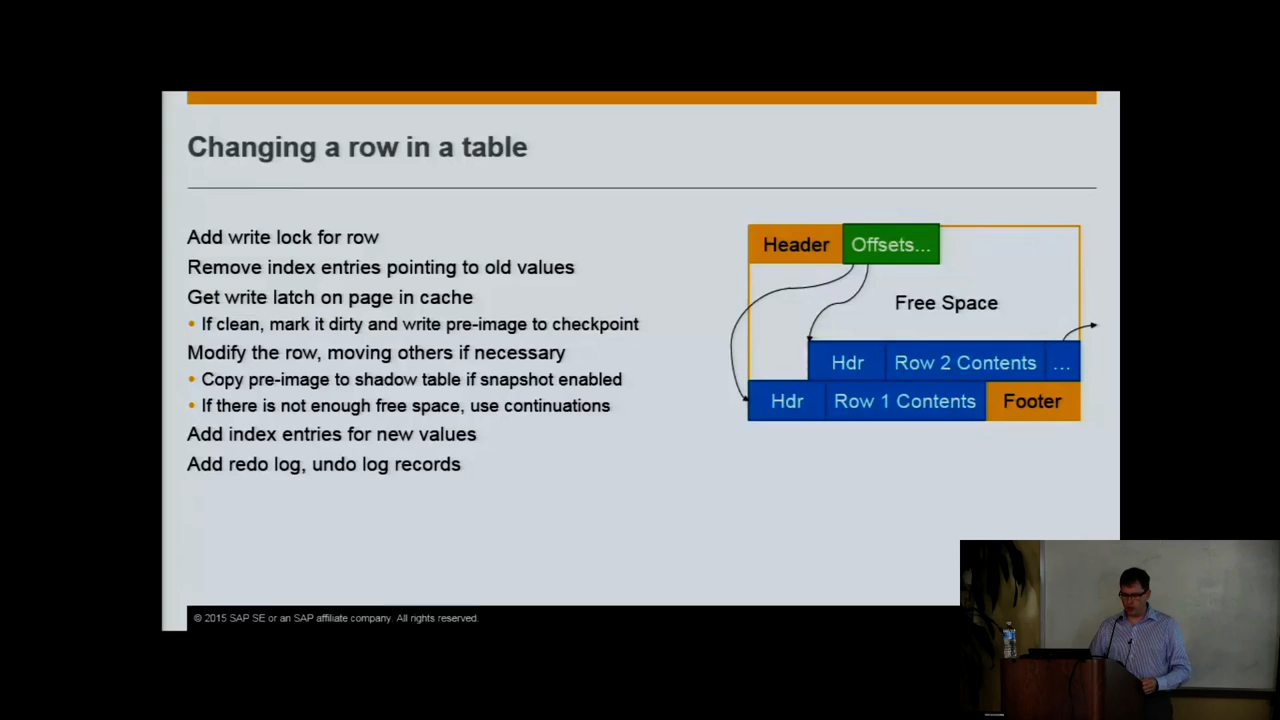 Changing a row in a table
Add write lock for row
Remove index entries pointing to old values
Get write latch on page in cache
• If clean, mark it dirty and write pre-image to checkpoint
Modify the row, moving others if necessary
• Copy pre-image to shadow table if snapshot enabled
• If there is not enough free space, use continuations
Add index entries for new values
Add redo log, undo log records
Header
Offsets...
Free Space
Hdr
Row 2 Contents
...
Hdr
Row 1 Contents
Footer
© 2015 SAP SE or an SAP affiliate company. All rights reserved.